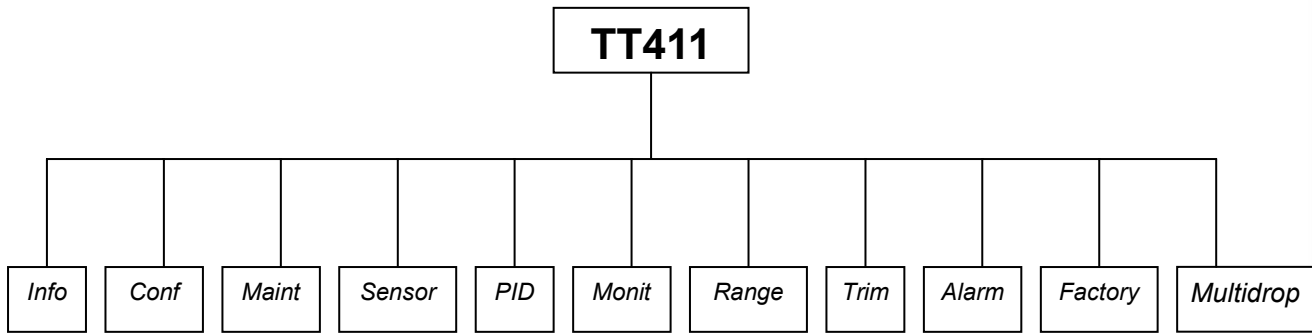 TT411
Info Conf Maint Sensor PID Monit Range Trim Alarm Factory Multidrop